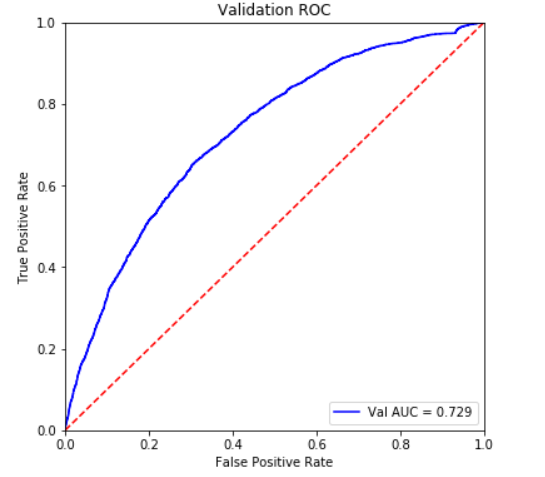 Validation ROC
1.0
0.8
0.6
0.4
0.2
0.0
True Positive Rate
Val AUC = 0.729
0.0 0.2 0.4 0.6 0.8 1.0
False Positive Rate